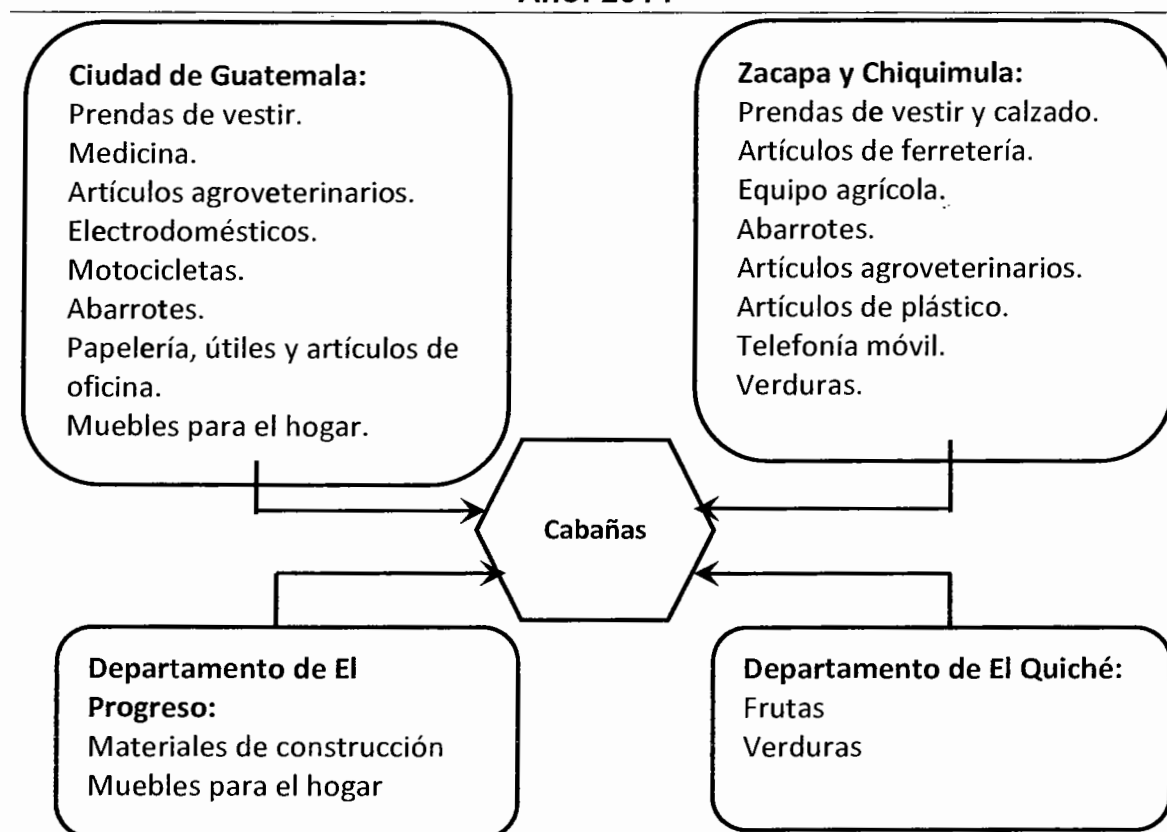 Ciudad de Guatemala:
Prendas de vestir.
Medicina.
Artículos agroveterinarios.
Electrodomésticos.
Motocicletas.
Abarrotes.
Papelería, útiles y artículos de
oficina.
Muebles para el hogar.
Zacapa y Chiquimula:
Prendas de vestir y calzado.
Artículos de ferretería.
Equipo agrícola.
Abarrotes.
Artículos agroveterinarios.
Artículos de plástico.
Telefonía móvil.
Verduras.
Cabañas
Departamento de El
Progreso:
Materiales de construcción
Muebles para el hogar
Departamento de El Quiché:
Frutas
Verduras